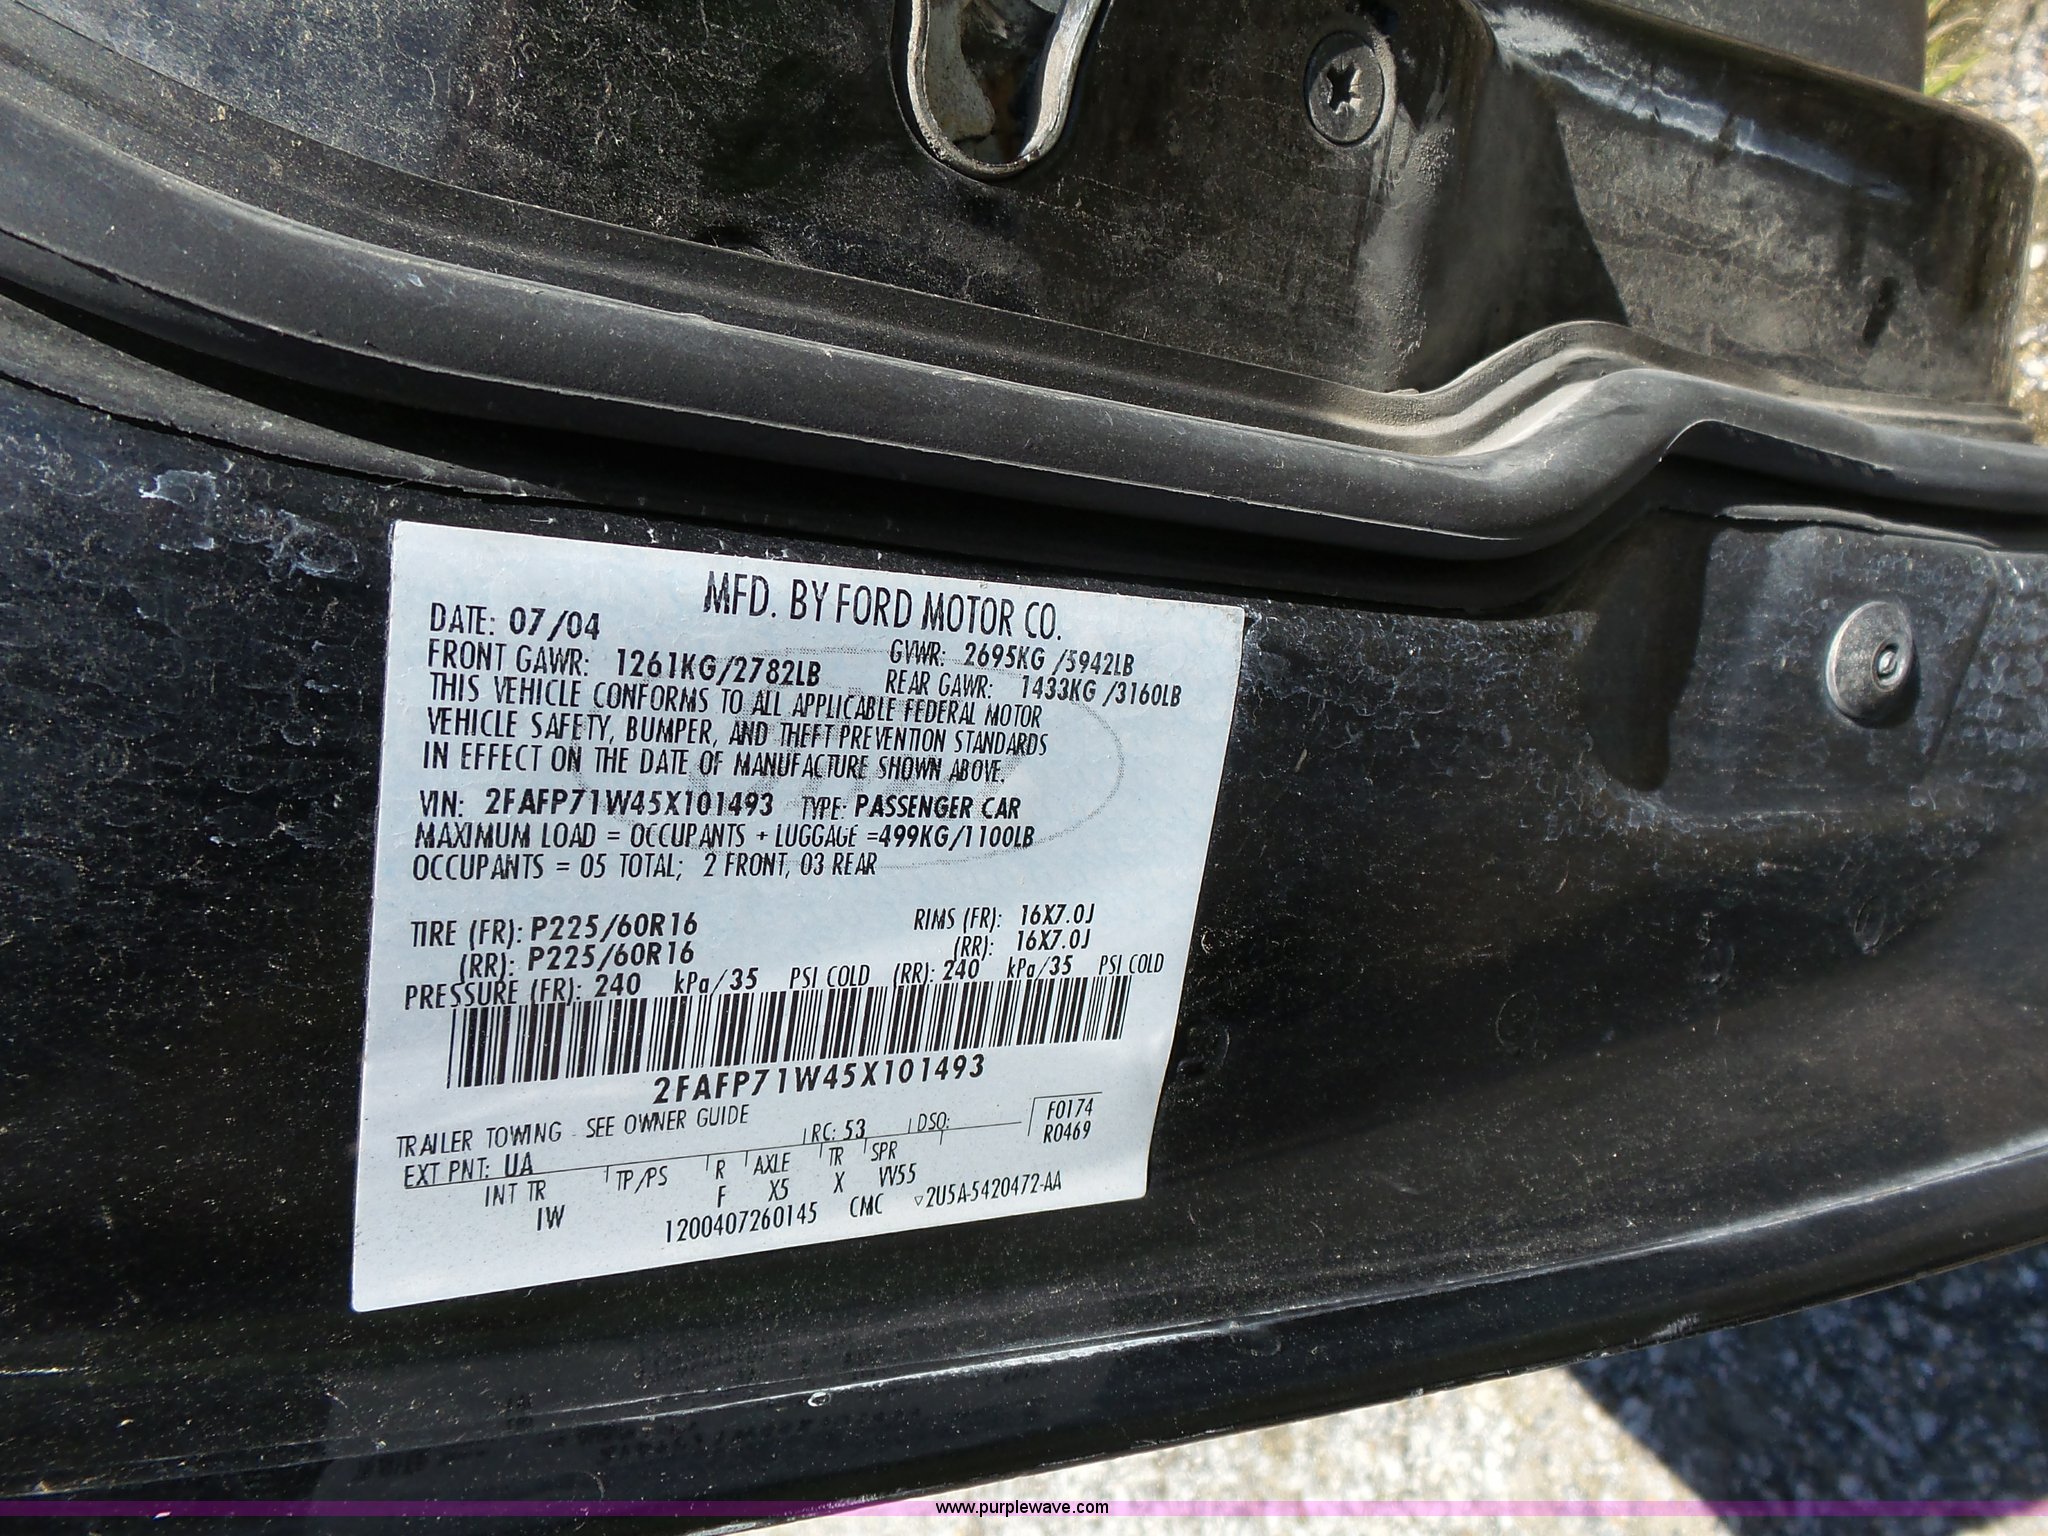 MFD. BY FORD MOTOR CO.
DATE: 07/04
GVWR: 2695KG /5942LB
FRONT GAWR: 1261KG/2782LB
REAR GAWR: 1433KG /3160LB
THIS VEHICLE CONFORMS TO ALL APPLICABLE FEDERAL MOTOR
VEHICLE SAFETY, BUMPER, AND THEFT PREVENTION STANDARDS
IN EFFECT ON THE DATE OF MANUFACTURE SHOWN ABOVE.
VIN: 2FAFP71W45X101493 TYPE: PASSENGER CAR
MAXIMUM LOAD = OCCUPANTS + LUGGAGE =499KG/1100LB
OCCUPANTS = 05 TOTAL; 2 FRONT, 03 REAR
TIRE (FR): P225/60R16 RIMS (FR): 16X7.0J
(RR): P225/60R16 (RR): 16X7.0J
PRESSURE (FR): 240 kPa/35 PSI COLD (RR): 240 kPa/35 PSI COLD
2FAFP71W45X101493
TRAILER TOWING - SEE OWNER GUIDE
F0174
R0469
EXT PNT: UA RC: 53 DSO:
INT TR TP/PS R AXLE TR SPR
IW F X5 X VV55
1200407260145 CMC ▽2U5A-5420472-AA
www.purplewave.com